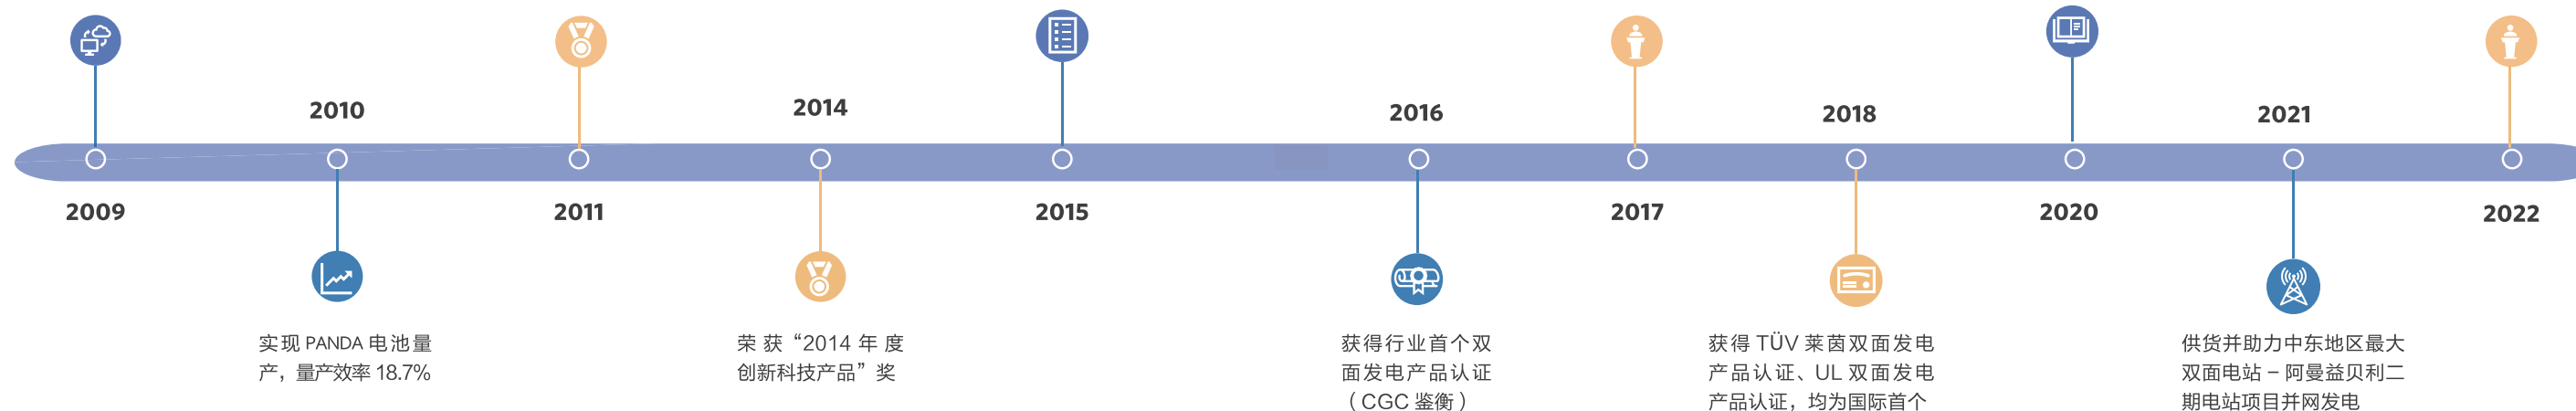 2009
2010
实现 PANDA 电池量
产，量产效率 18.7%
2011
2014
荣 获 “2014 年 度
创新科技产品” 奖
2015
2016
获得行业首个双
面发电产品认证
（ CGC 鉴衡 ）
2017
2018
获得 TÜV 莱茵双面发电
产品认证、UL 双面发电
产品认证，均为国际首个
2020
2021
供货并助力中东地区最大
双面电站 – 阿曼益贝利二
期电站项目并网发电
2022